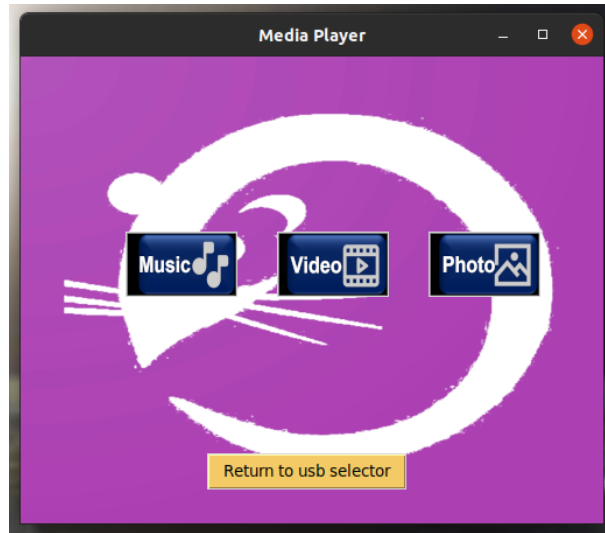 Media Player
Music
Video
Photo
Return to usb selector